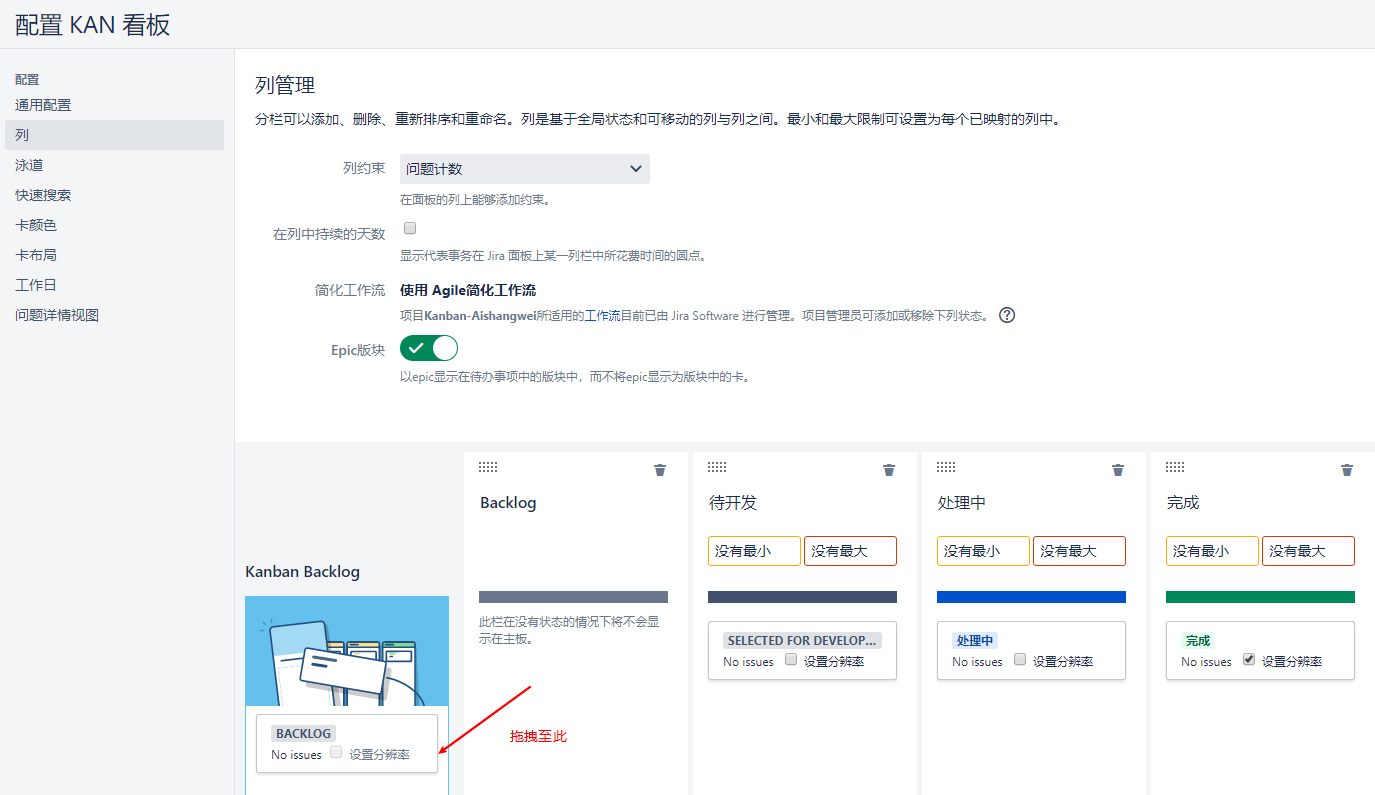 配置 KAN 看板
配置
通用配置
列
泳道
快速搜索
卡颜色
卡布局
工作日
问题详情视图
列管理
分栏可以添加、删除、重新排序和重命名。列是基于全局状态和可移动的列与列之间。最小和最大限制可设置为每个已映射的列中。
列约束 问题计数
在面板的列上能够添加约束。
在列中持续的天数
显示代表事务在 Jira 面板上某一列栏中所花费时间的圆点。
简化工作流 使用 Agile简化工作流
项目Kanban-Aishangwei所适用的工作流目前已由 Jira Software 进行管理。项目管理员可添加或移除下列状态。
Epic版块
以epic显示在待办事项中的版块中，而不将epic显示为版块中的卡。
Kanban Backlog
BACKLOG
No issues 设置分辨率
Backlog
此栏在没有状态的情况下将不会显
示在主板。
拖拽至此
待开发
没有最小 没有最大
SELECTED FOR DEVELOP...
No issues 设置分辨率
处理中
没有最小 没有最大
处理中
No issues 设置分辨率
完成
没有最小 没有最大
完成
No issues 设置分辨率